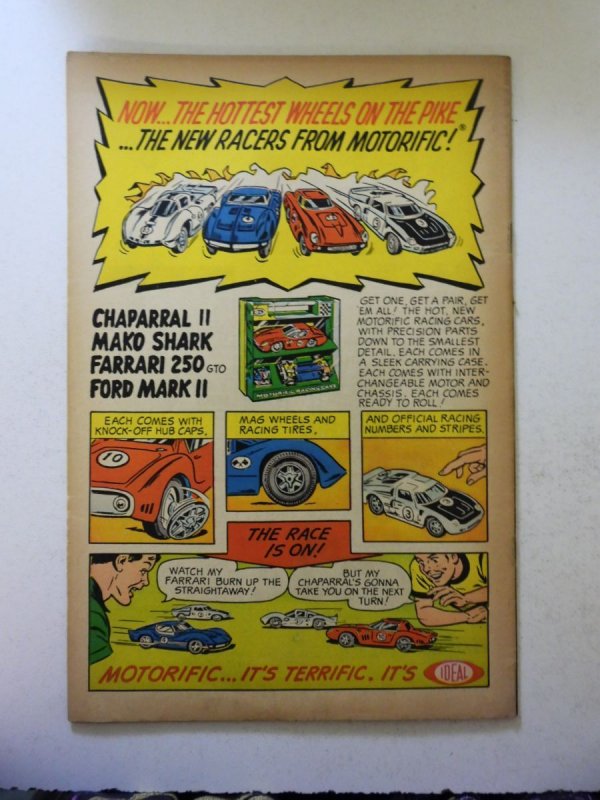 NOW...THE HOTTEST WHEELS ON THE PIKE
...THE NEW RACERS FROM MOTORIFIC!®
CHAPARRAL II
MAKO SHARK
FARRARI 250 GTO
FORD MARK II
MOTORIFIC RACING CASE
GET ONE, GET A PAIR, GET
'EM ALL! THE HOT, NEW
MOTORIFIC RACING CARS,
WITH PRECISION PARTS
DOWN TO THE SMALLEST
DETAIL. EACH COMES IN
A SLEEK CARRYING CASE.
EACH COMES WITH INTER-
CHANGEABLE MOTOR AND
CHASSIS. EACH COMES
READY TO ROLL!
EACH COMES WITH
KNOCK-OFF HUB CAPS,
10
MAG WHEELS AND
RACING TIRES,
AND OFFICIAL RACING
NUMBERS AND STRIPES.
3
THE RACE
IS ON!
WATCH MY
FARRARI BURN UP THE
STRAIGHTAWAY!
BUT MY
CHAPARRAL'S GONNA
TAKE YOU ON THE NEXT
TURN!
MOTORIFIC... IT'S TERRIFIC. IT'S IDEAL